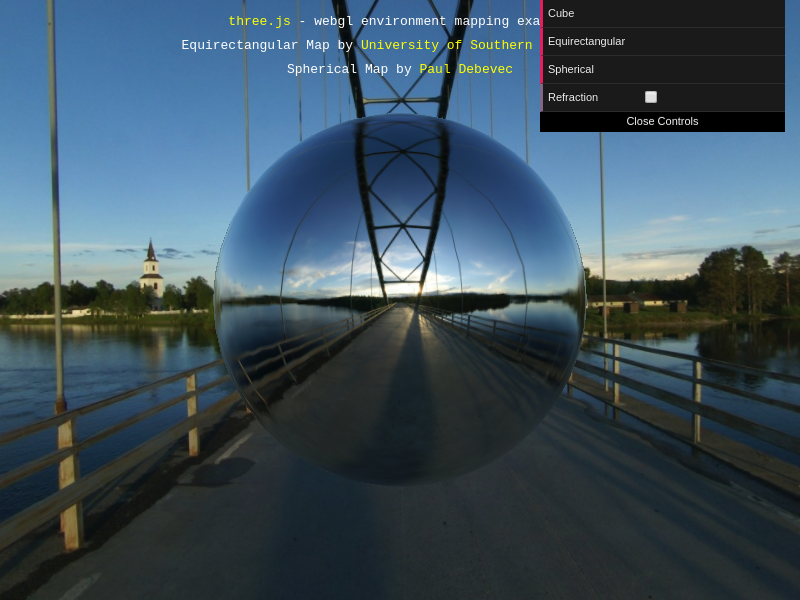 three.js - webgl environment mapping exa
Equirectangular Map by University of Southern
Spherical Map by Paul Debevec
Cube
Equirectangular
Spherical
Refraction
Close Controls